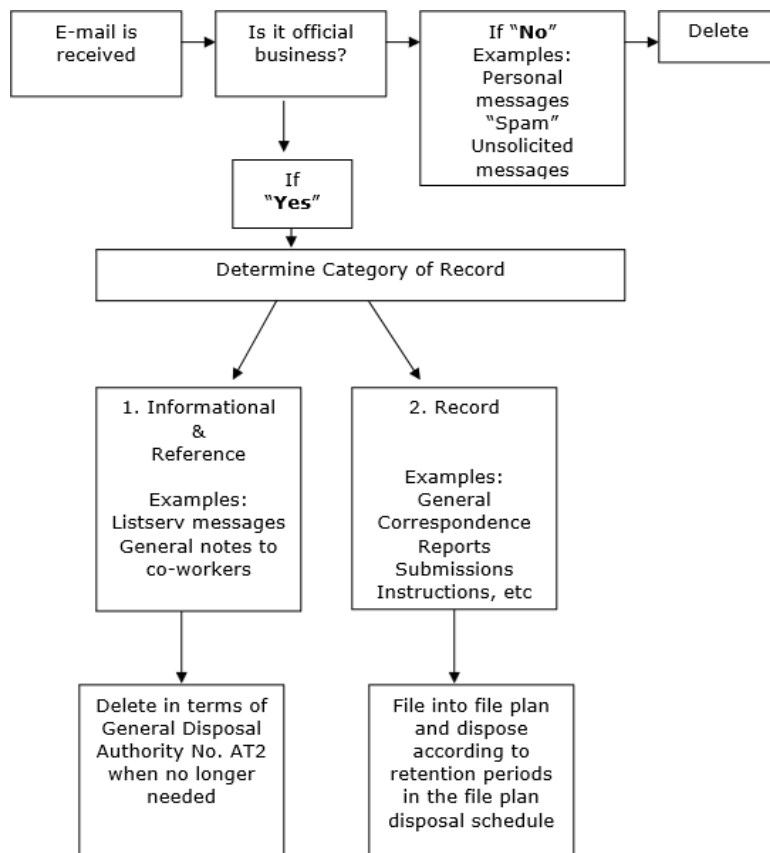 E-mail is
received
Is it official
business?
If “No”
Examples:
Personal
messages
“Spam”
Unsolicited
messages
Delete
If
“Yes”
Determine Category of Record
1. Informational
&
Reference
Examples:
Listserv messages
General notes to
co-workers
2. Record
Examples:
General
Correspondence
Reports
Submissions
Instructions, etc
Delete in terms of
General Disposal
Authority No. AT2
when no longer
needed
File into file plan
and dispose
according to
retention periods
in the file plan
disposal schedule